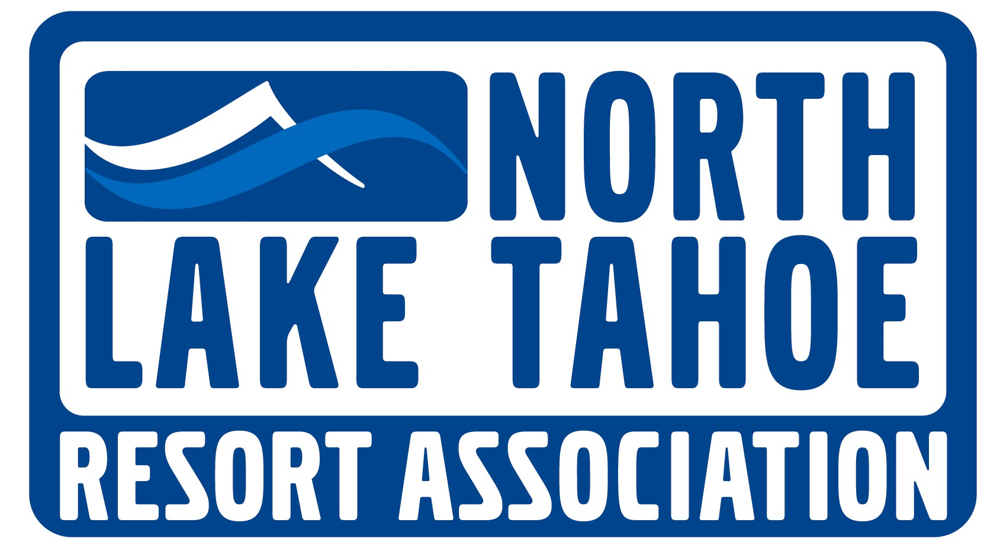 NORTH
LAKE TAHOE
RESORT ASSOCIATION